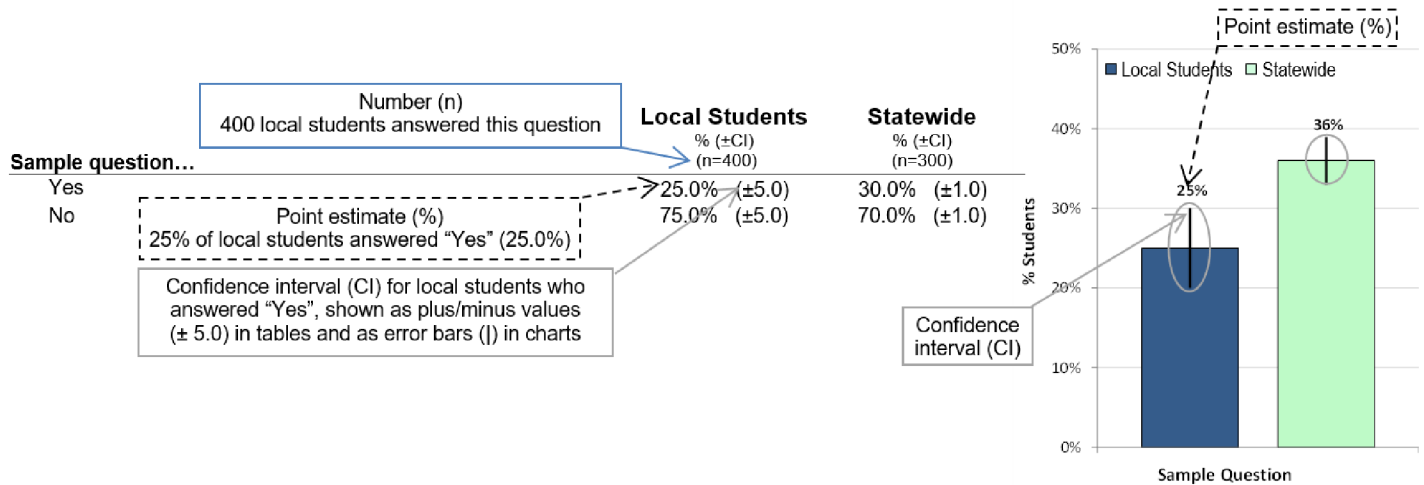 Point estimate (%)
50%
Local Students Statewide
Number (n)
400 local students answered this question
Local Students Statewide
% (±CI) % (±CI)
(n=400) (n=300)
Sample question…
Yes 25.0% (±5.0) 30.0% (±1.0)
No 75.0% (±5.0) 70.0% (±1.0)
Point estimate (%)
25% of local students answered “Yes” (25.0%)
Confidence interval (CI) for local students who
answered “Yes”, shown as plus/minus values
(± 5.0) in tables and as error bars (|) in charts
40%
36%
25%
30%
% Students
20%
Confidence
interval (CI)
10%
0%
Sample Question